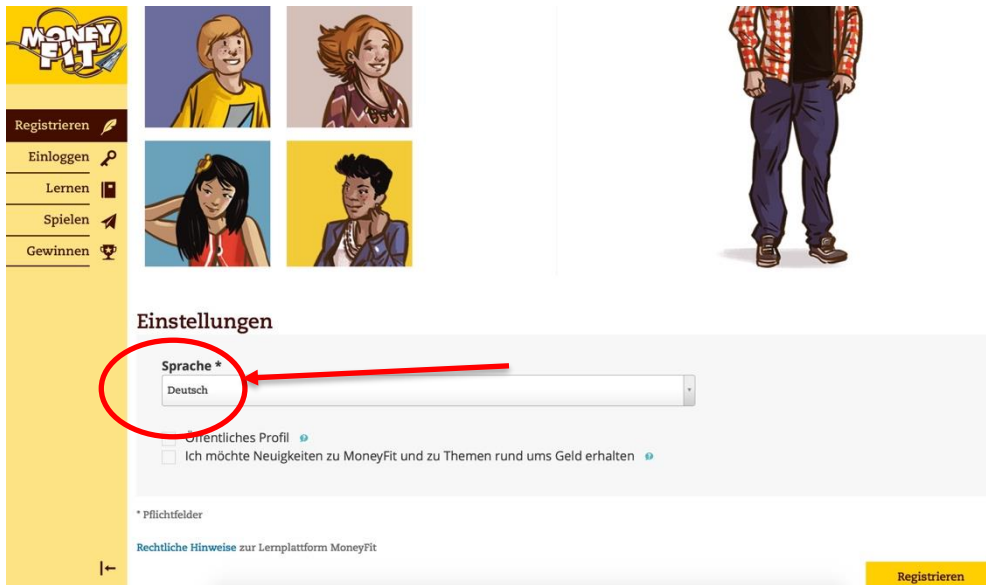 MONEY
FIT
Registrieren
Einloggen
Lernen
Spielen
Gewinnen
Einstellungen
Sprache *
Deutsch
Öffentliches Profil
Ich möchte Neuigkeiten zu MoneyFit und zu Themen rund ums Geld erhalten
* Pflichtfelder
Rechtliche Hinweise zur Lernplattform MoneyFit
Registrieren